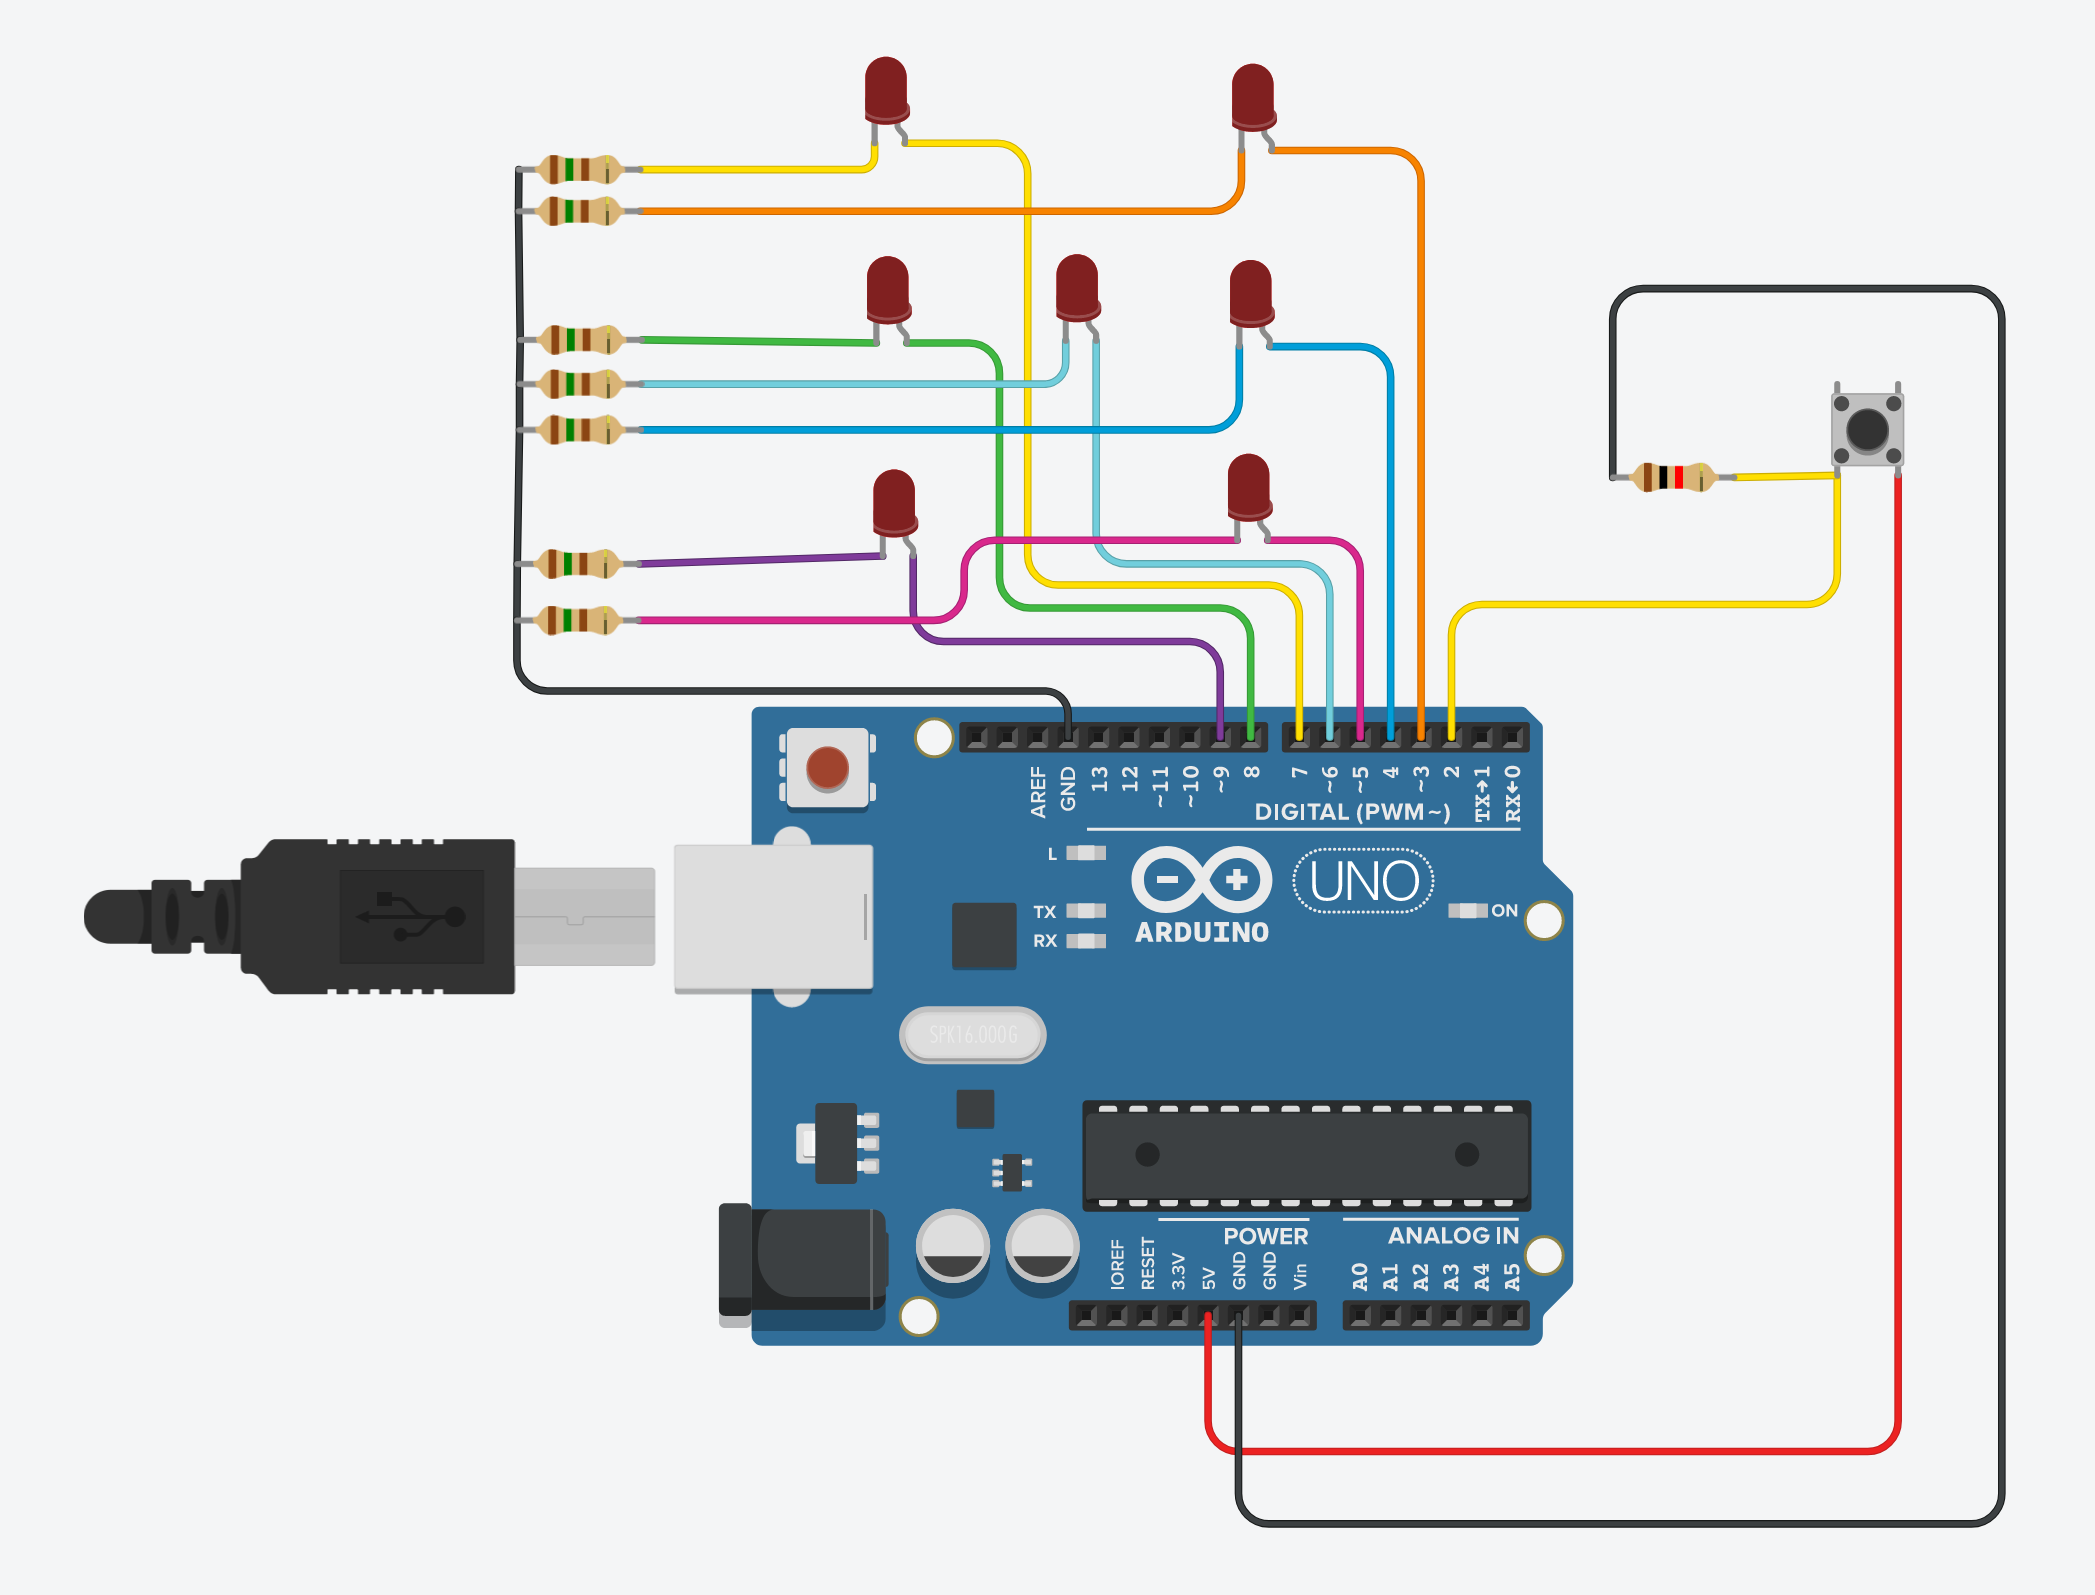 AREF
GND
13
12
~11
~10
~9
8
7
~6
~5
4
~3
2
TX→1
RX←0
DIGITAL (PWM ~)
L
TX
RX
ARDUINO
UNO
ON
SPK16.000G
POWER
ANALOG IN
IOREF
RESET
3.3V
5V
GND
GND
Vin
A0
A1
A2
A3
A4
A5